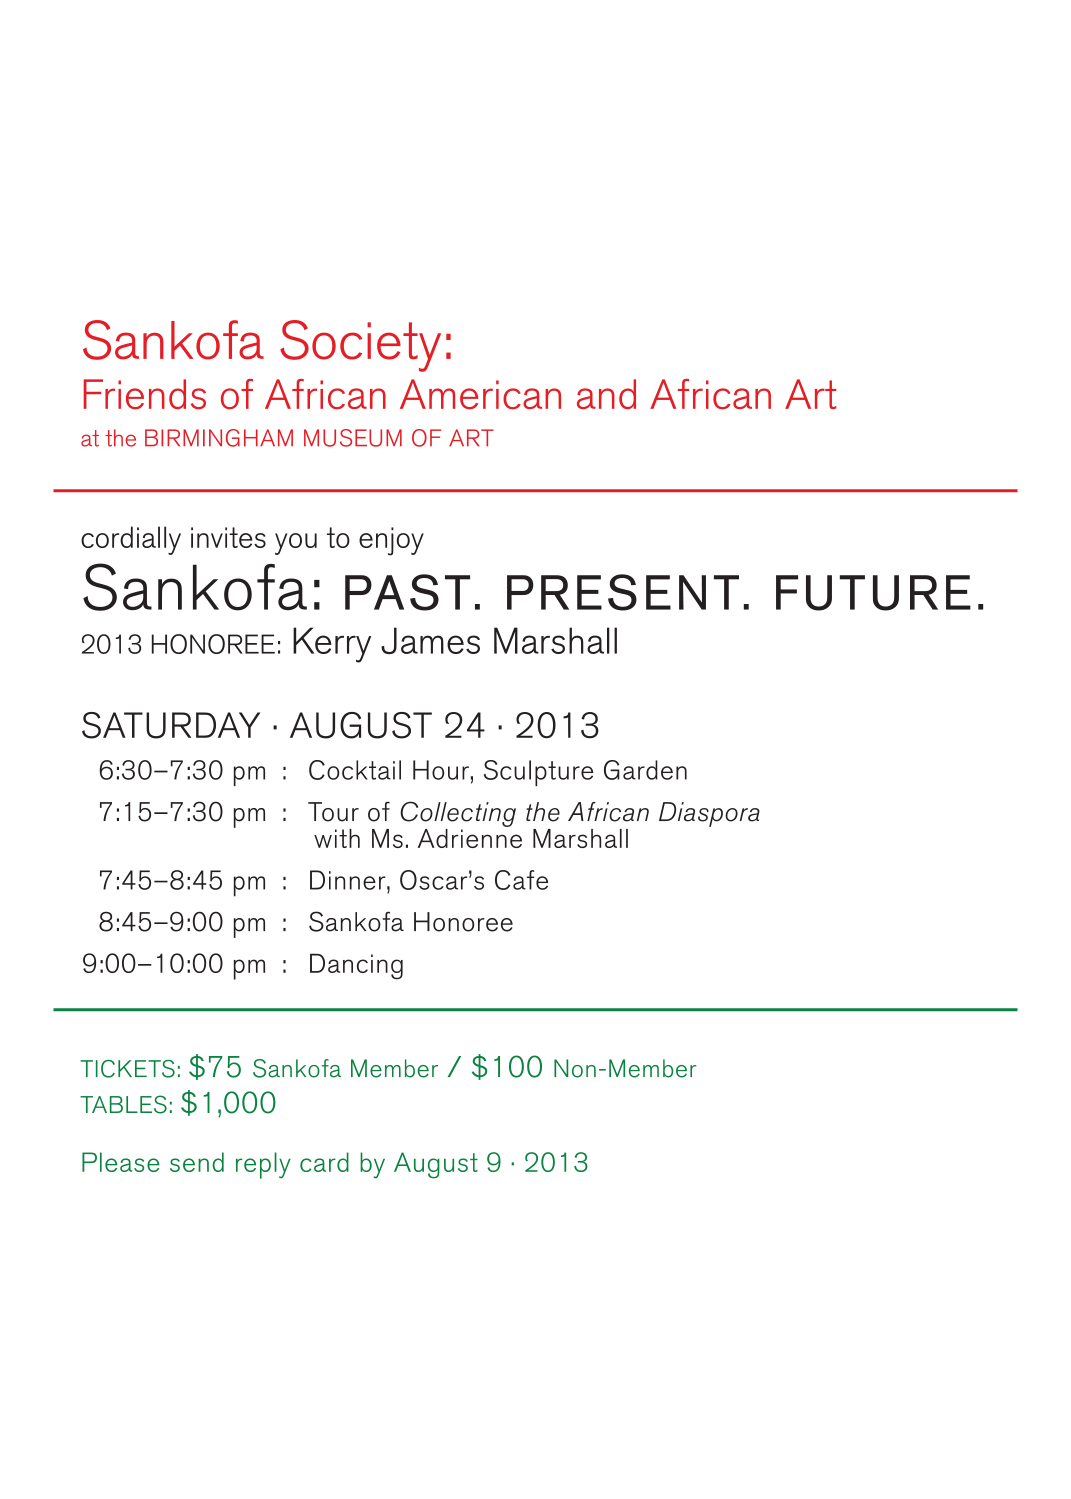 Sankofa Society:
Friends of African American and African Art
at the BIRMINGHAM MUSEUM OF ART
cordially invites you to enjoy
Sankofa: PAST. PRESENT. FUTURE.
2013 HONOREE: Kerry James Marshall
SATURDAY · AUGUST 24 · 2013
6:30–7:30 pm : Cocktail Hour, Sculpture Garden
7:15–7:30 pm : Tour of Collecting the African Diaspora
with Ms. Adrienne Marshall
7:45–8:45 pm : Dinner, Oscar’s Cafe
8:45–9:00 pm : Sankofa Honoree
9:00–10:00 pm : Dancing
TICKETS: $75 Sankofa Member / $100 Non-Member
TABLES: $1,000
Please send reply card by August 9 · 2013